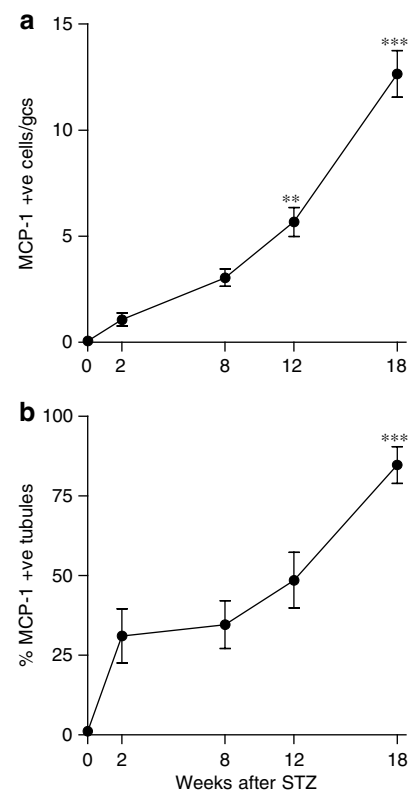 a
MCP-1 +ve cells/gcs
15
10
5
0
***
**
0 2 8 12 18
b
% MCP-1 +ve tubules
100
75
50
25
0
***
0 2 8 12 18
Weeks after STZ